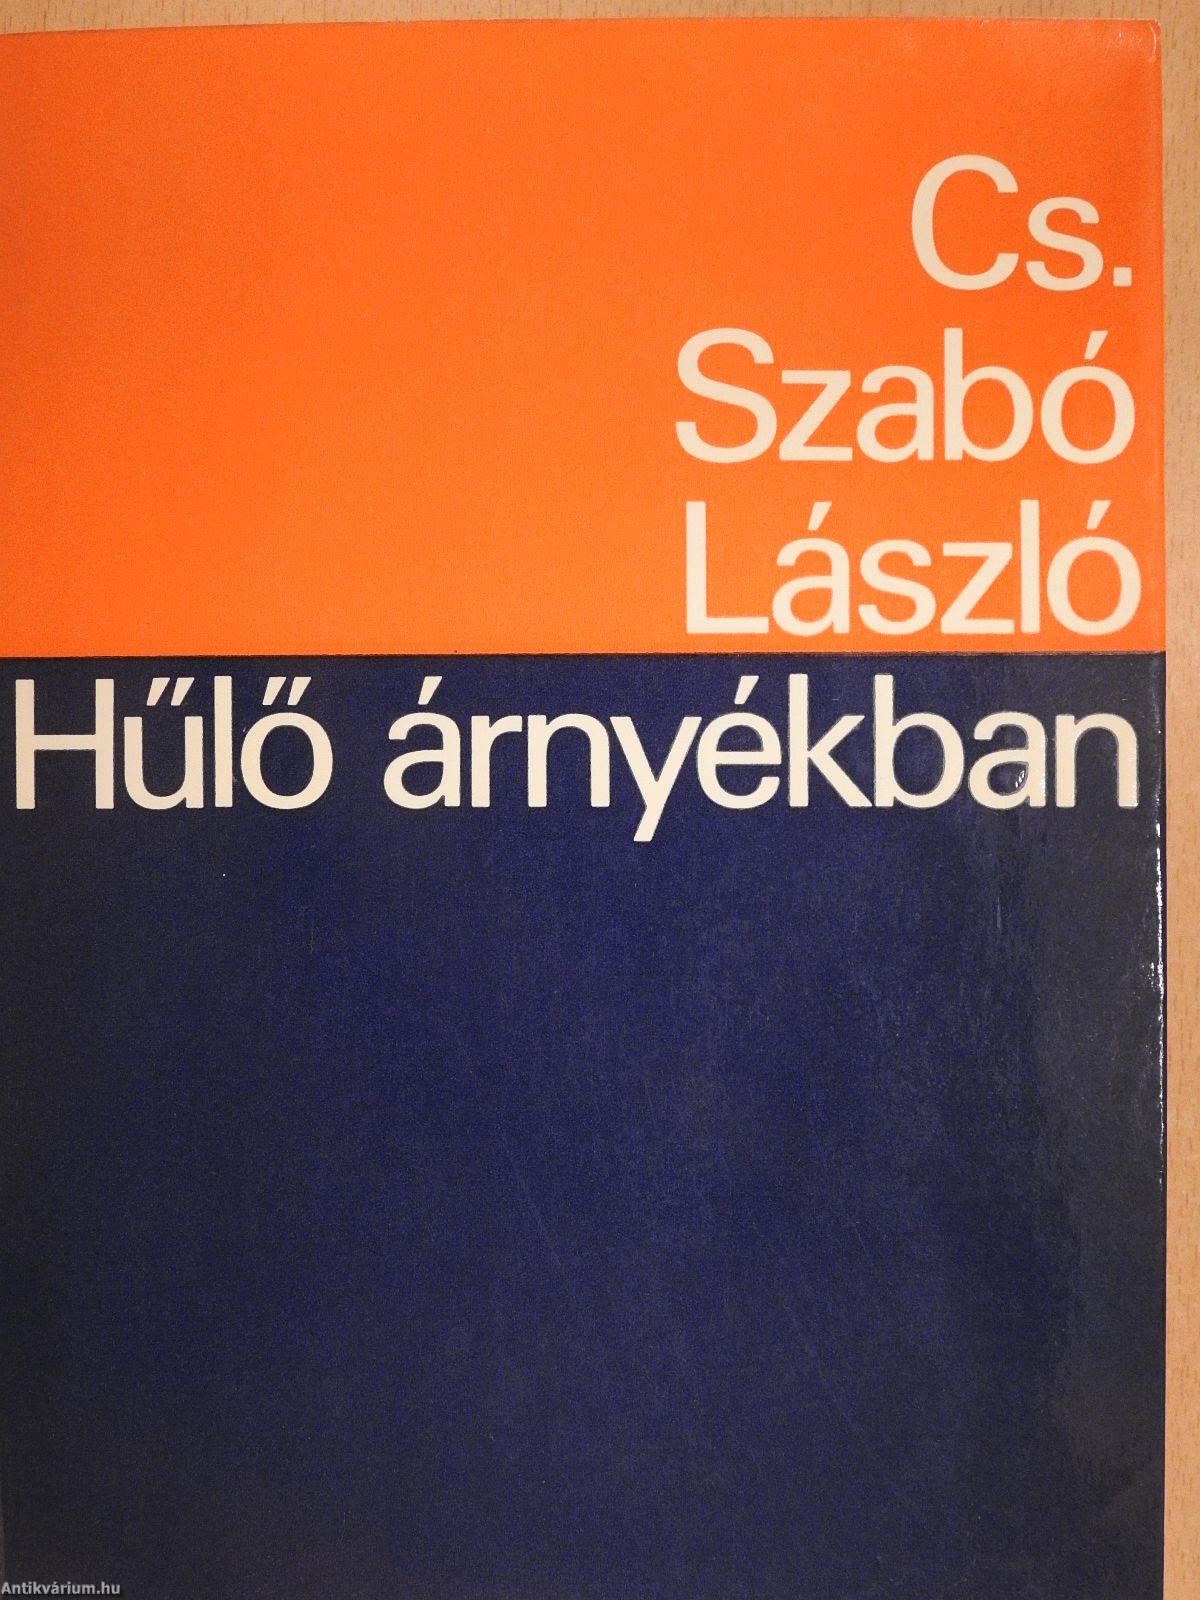 Cs.
Szabó
László
Hűlő árnyékban
Antikvárium.hu